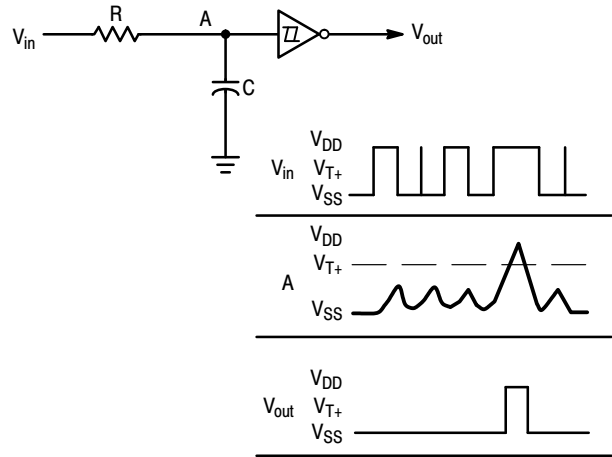 R
A
V_in
V_out
C
V_DD
V_in V_T+
V_SS
V_DD
V_T+
A
V_SS
V_DD
V_out V_T+
V_SS